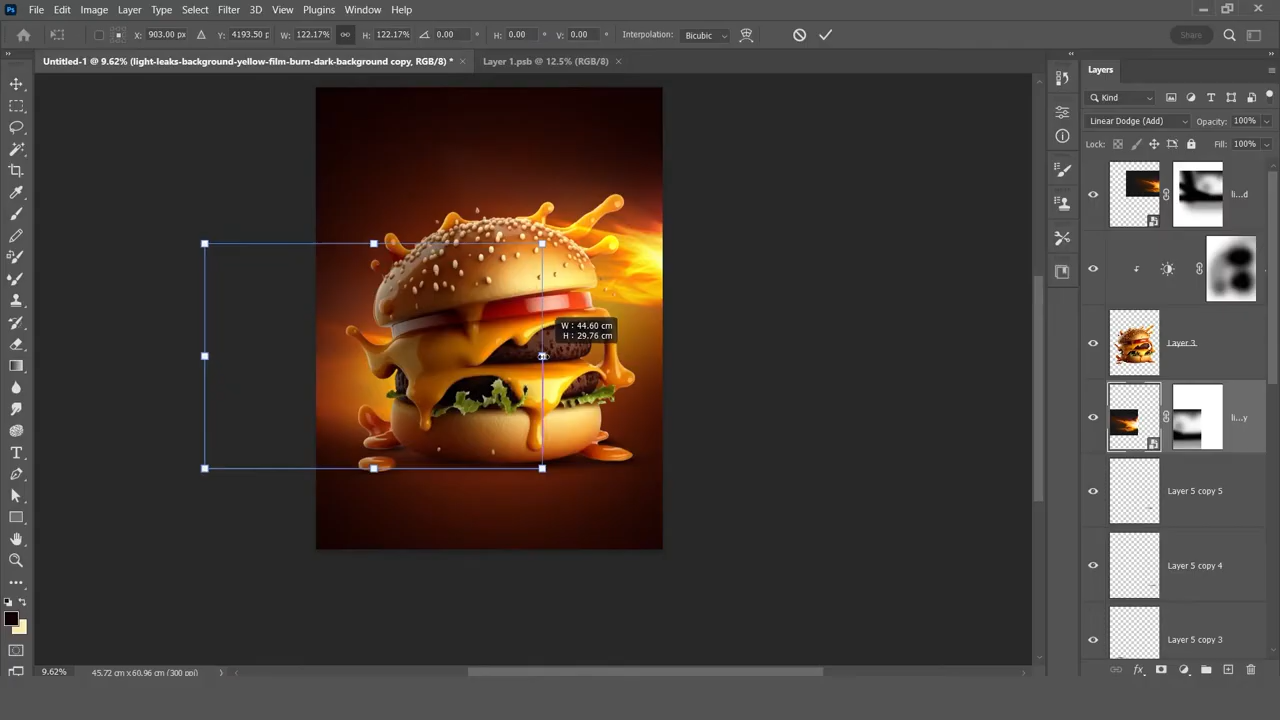 Ps File Edit Image Layer Type Select Filter 3D View Plugins Window Help
X: 903.00 px Y: 4193.50 p: W: 122.17% H: 122.17% 0.00 ° H: 0.00 ° V: 0.00 ° Interpolation: Bicubic Share
Untitled-1 @ 9.62% (light-leaks-background-yellow-film-burn-dark-background copy, RGB/8) * × Layer 1.psb @ 12.5% (RGB/8) ×
Layers
Kind
Linear Dodge (Add) Opacity: 100%
Lock: Fill: 100%
li...d
W : 44.60 cm
H : 29.76 cm
Layer 3
li...y
Layer 5 copy 5
Layer 5 copy 4
Layer 5 copy 3
9.62% 45.72 cm x 60.96 cm (300 ppi)